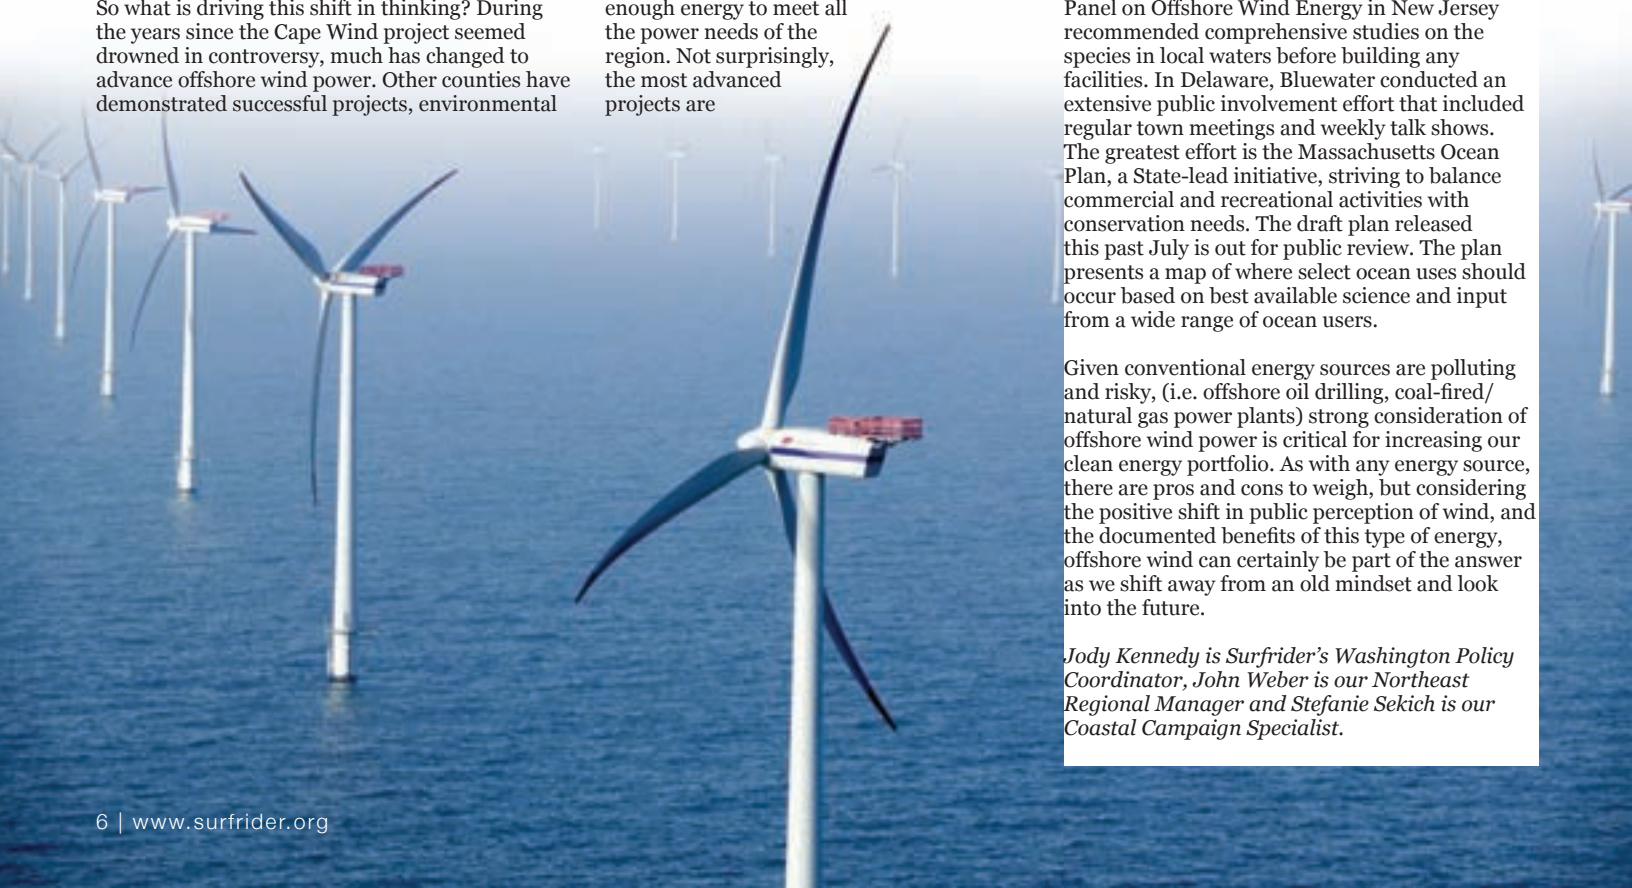 So what is driving this shift in thinking? During
the years since the Cape Wind project seemed
drowned in controversy, much has changed to
advance offshore wind power. Other counties have
demonstrated successful projects, environmental
enough energy to meet all
the power needs of the
region. Not surprisingly,
the most advanced
projects are
Panel on Offshore Wind Energy in New Jersey
recommended comprehensive studies on the
species in local waters before building any
facilities. In Delaware, Bluewater conducted an
extensive public involvement effort that included
regular town meetings and weekly talk shows.
The greatest effort is the Massachusetts Ocean
Plan, a State-lead initiative, striving to balance
commercial and recreational activities with
conservation needs. The draft plan released
this past July is out for public review. The plan
presents a map of where select ocean uses should
occur based on best available science and input
from a wide range of ocean users.
Given conventional energy sources are polluting
and risky, (i.e. offshore oil drilling, coal-fired/
natural gas power plants) strong consideration of
offshore wind power is critical for increasing our
clean energy portfolio. As with any energy source,
there are pros and cons to weigh, but considering
the positive shift in public perception of wind, and
the documented benefits of this type of energy,
offshore wind can certainly be part of the answer
as we shift away from an old mindset and look
into the future.
Jody Kennedy is Surfrider’s Washington Policy
Coordinator, John Weber is our Northeast
Regional Manager and Stefanie Sekich is our
Coastal Campaign Specialist.
6 | www.surfrider.org